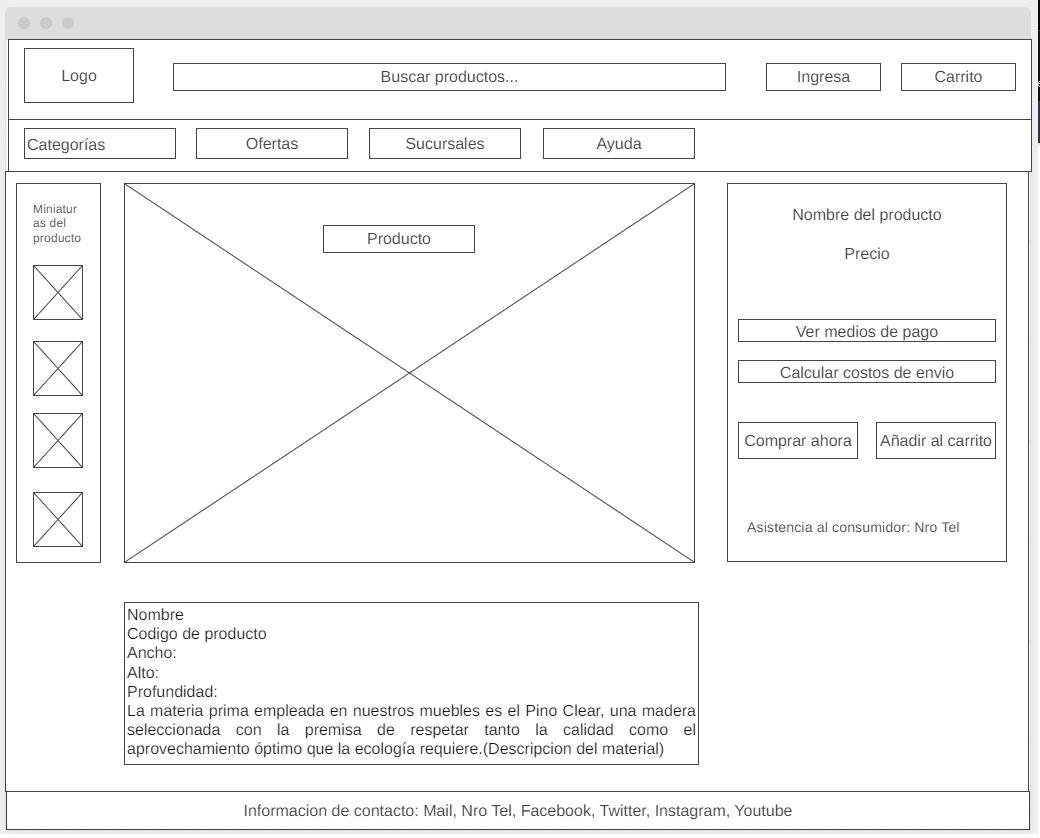 Logo
Buscar productos...
Ingresa
Carrito
Categorías
Ofertas
Sucursales
Ayuda
Miniatur
as del
producto
Producto
Nombre del producto
Precio
Ver medios de pago
Calcular costos de envio
Comprar ahora
Añadir al carrito
Asistencia al consumidor: Nro Tel
Nombre
Codigo de producto
Ancho:
Alto:
Profundidad:
La materia prima empleada en nuestros muebles es el Pino Clear, una madera
seleccionada con la premisa de respetar tanto la calidad como el
aprovechamiento óptimo que la ecología requiere.(Descripcion del material)
Informacion de contacto: Mail, Nro Tel, Facebook, Twitter, Instagram, Youtube